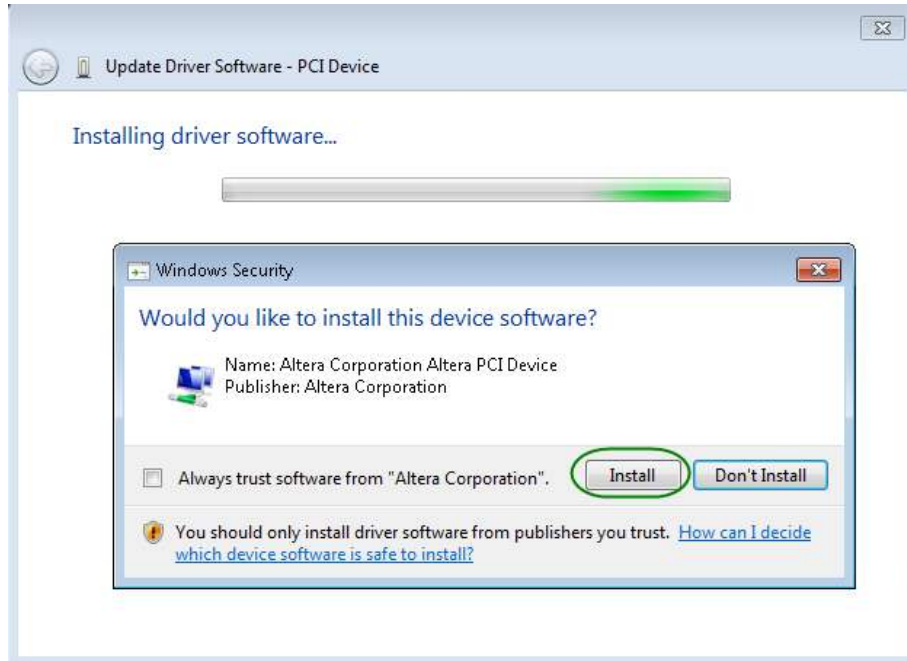 Update Driver Software - PCI Device
Installing driver software...
Windows Security
Would you like to install this device software?
Name: Altera Corporation Altera PCI Device
Publisher: Altera Corporation
Always trust software from "Altera Corporation".
Install
Don't Install
You should only install driver software from publishers you trust. How can I decide
which device software is safe to install?